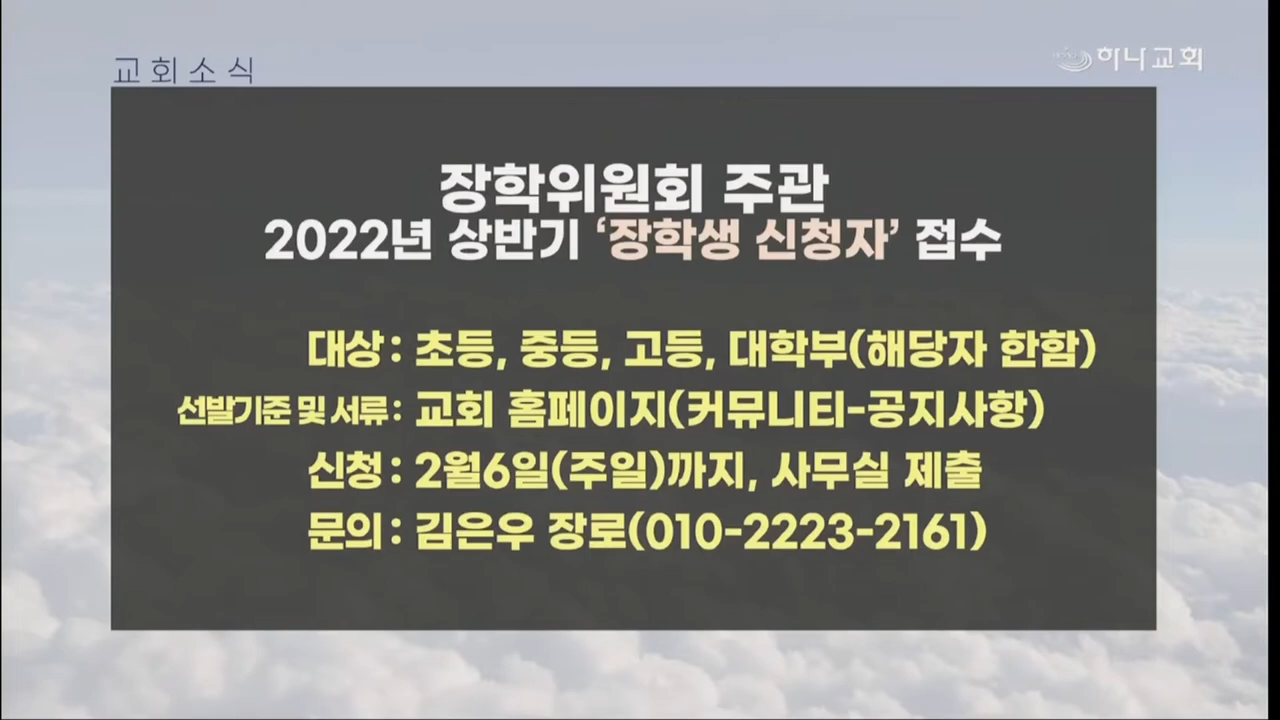 교회소식
하나교회
장학위원회 주관
2022년 상반기 ‘장학생 신청자’ 접수
대상 : 초등, 중등, 고등, 대학부(해당자 한함)
선발기준 및 서류 : 교회 홈페이지(커뮤니티-공지사항)
신청 : 2월6일(주일)까지, 사무실 제출
문의 : 김은우 장로(010-2223-2161)